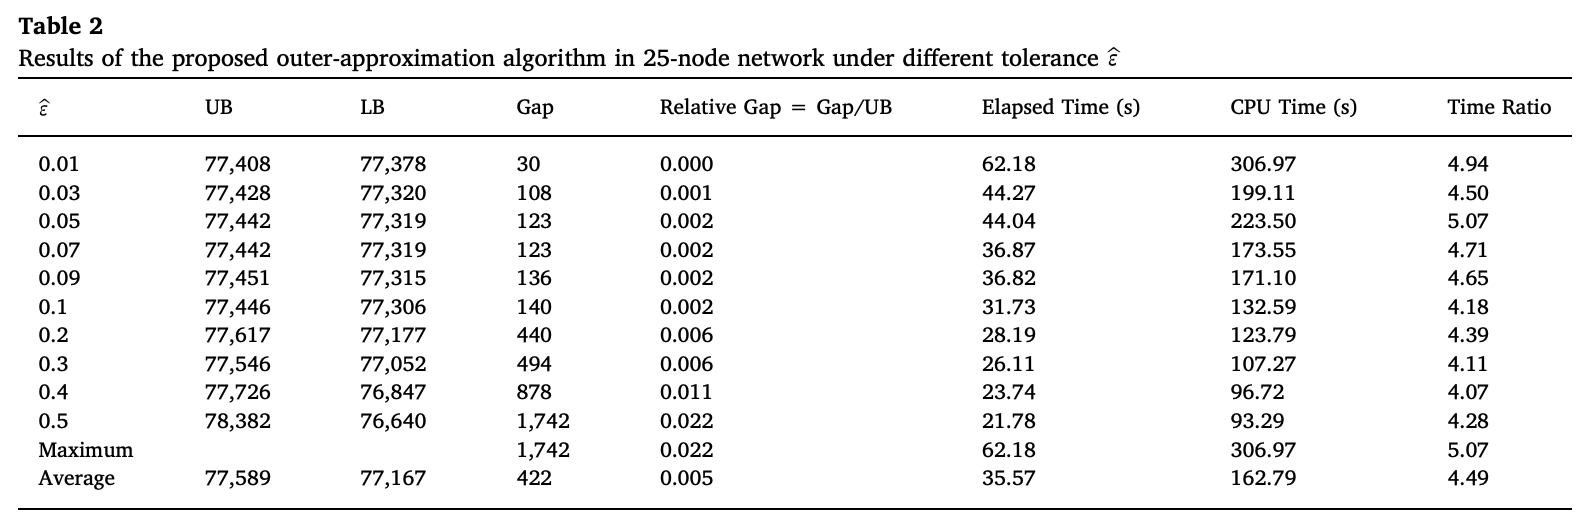 Table 2
Results of the proposed outer-approximation algorithm in 25-node network under different tolerance ε̂
ε̂ UB LB Gap Relative Gap = Gap/UB Elapsed Time (s) CPU Time (s) Time Ratio
0.01 77,408 77,378 30 0.000 62.18 306.97 4.94
0.03 77,428 77,320 108 0.001 44.27 199.11 4.50
0.05 77,442 77,319 123 0.002 44.04 223.50 5.07
0.07 77,442 77,319 123 0.002 36.87 173.55 4.71
0.09 77,451 77,315 136 0.002 36.82 171.10 4.65
0.1 77,446 77,306 140 0.002 31.73 132.59 4.18
0.2 77,617 77,177 440 0.006 28.19 123.79 4.39
0.3 77,546 77,052 494 0.006 26.11 107.27 4.11
0.4 77,726 76,847 878 0.011 23.74 96.72 4.07
0.5 78,382 76,640 1,742 0.022 21.78 93.29 4.28
Maximum 1,742 0.022 62.18 306.97 5.07
Average 77,589 77,167 422 0.005 35.57 162.79 4.49